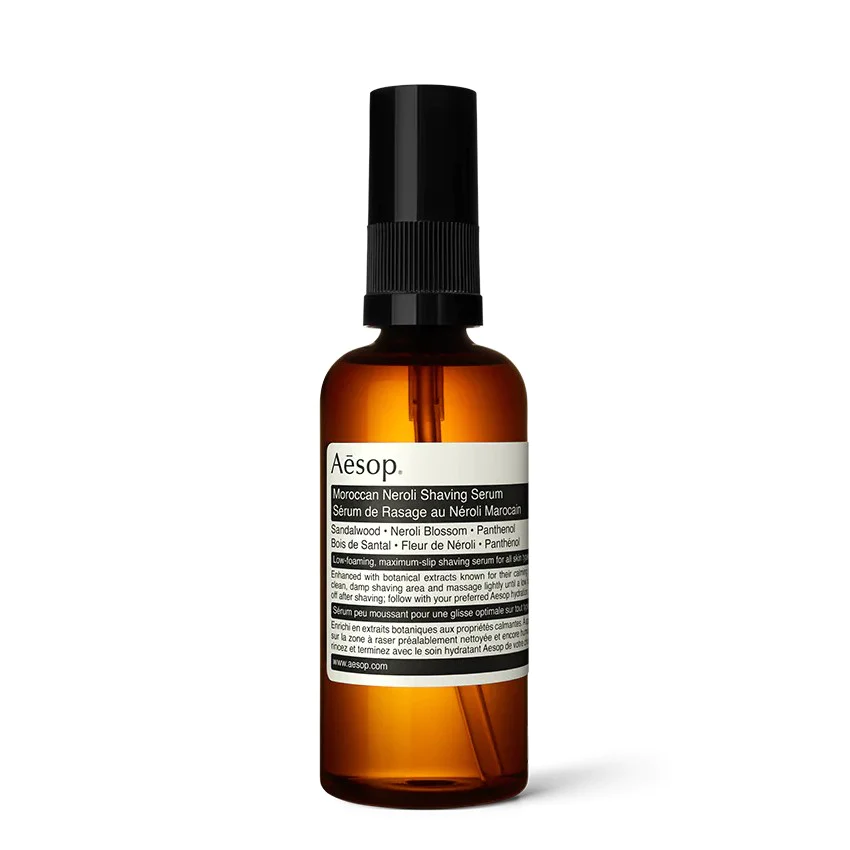 Aēsop®
Moroccan Neroli Shaving Serum
Sérum de Rasage au Néroli Marocain
Sandalwood • Neroli Blossom • Panthenol
Bois de Santal • Fleur de Néroli • Panthénol
Low-foaming, maximum-slip shaving serum for all skin
Enhanced with botanical extracts known for their
clean, damp shaving area and massage lightly until a
off after shaving; follow with your preferred Aesop
Sérum peu moussant pour une glisse optimale sur tout
Enrichi en extraits botaniques aux propriétés calmantes.
sur la zone à raser préalablement nettoyée et encore
rincez et terminez avec le soin hydratant Aesop de votre
www.aesop.com